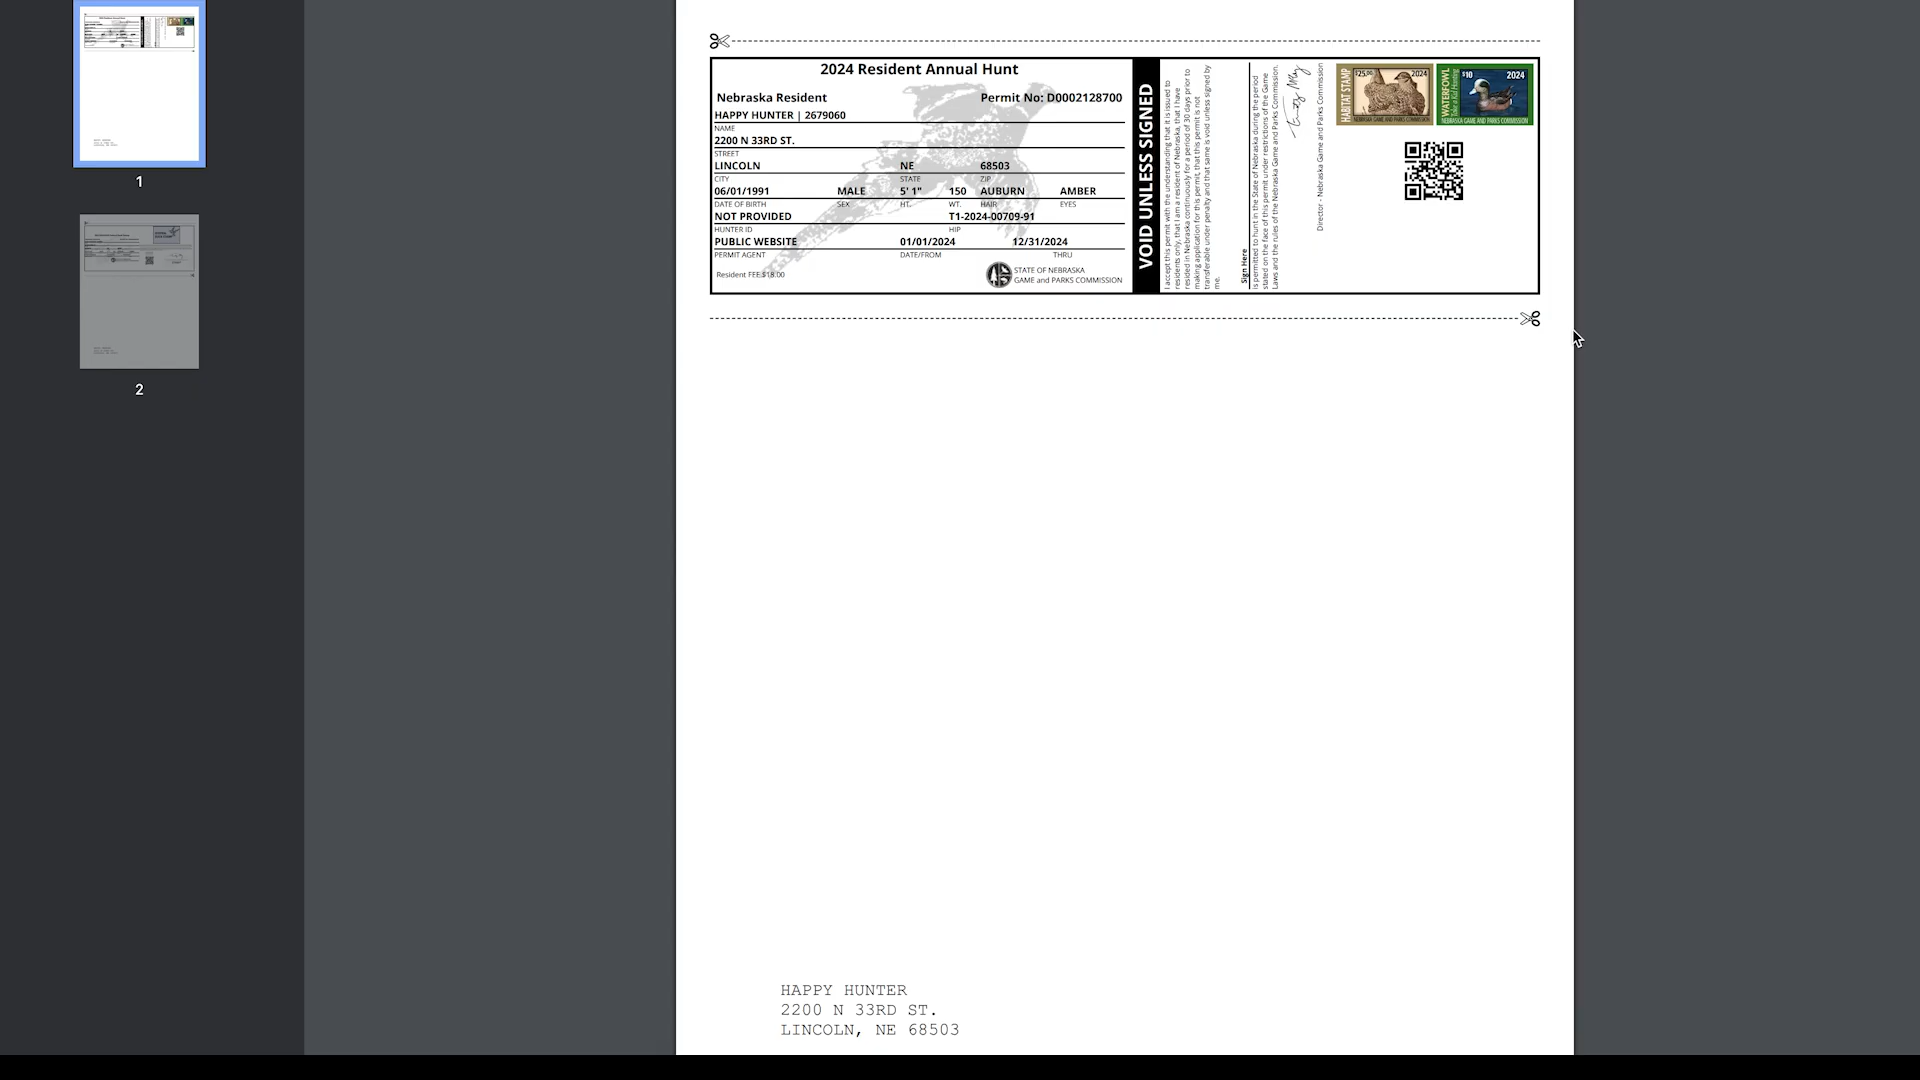 2024 Resident Annual Hunt
Nebraska Resident Permit No: D0002128700
HAPPY HUNTER | 2679060
NAME
2200 N 33RD ST.
STREET
LINCOLN NE 68503
CITY STATE ZIP
06/01/1991 MALE 5' 1" 150 AUBURN AMBER
DATE OF BIRTH SEX HT. WT. HAIR EYES
NOT PROVIDED T1-2024-00709-91
HUNTER ID HIP
PUBLIC WEBSITE 01/01/2024 12/31/2024
PERMIT AGENT DATE/FROM THRU
Resident FEE $18.00
STATE OF NEBRASKA
GAME and PARKS COMMISSION
VOID UNLESS SIGNED
I accept this permit with the understanding that it is issued to
residents only, that I am a resident of Nebraska, that I have
resided in Nebraska continuously for a period of 30 days prior to
making application for this permit, that this permit is not
transferable under penalty and that same is void unless signed by
me.
Sign Here
is permitted to hunt in the State of Nebraska during the period
stated on the face of this permit under restrictions of the Game
Laws and the rules of the Nebraska Game and Parks Commission.
Director - Nebraska Game and Parks Commission
HABITAT STAMP
$25.00 2024
NEBRASKA GAME AND PARKS COMMISSION
WATERFOWL
Take a Kid Hunting
$10 2024
NEBRASKA GAME AND PARKS COMMISSION
HAPPY HUNTER
2200 N 33RD ST.
LINCOLN, NE 68503
1
2